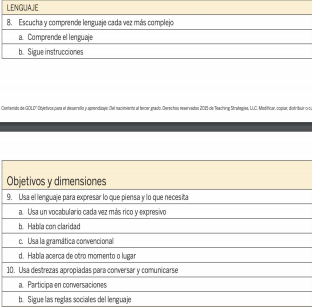 LENGUAJE
8. Escucha y comprende lenguaje cada vez más complejo
a. Comprende el lenguaje
b. Sigue instrucciones
Contenido de GOLD® Objetivos para el desarrollo y aprendizaje: Del nacimiento al tercer grado. Derechos reservados 2015 de Teaching Strategies, LLC. Modificar, copiar, distribuir o
Objetivos y dimensiones
9. Usa el lenguaje para expresar lo que piensa y lo que necesita
a. Usa un vocabulario cada vez más rico y expresivo
b. Habla con claridad
c. Usa la gramática convencional
d. Habla acerca de otro momento o lugar
10. Usa destrezas apropiadas para conversar y comunicarse
a. Participa en conversaciones
b. Sigue las reglas sociales del lenguaje